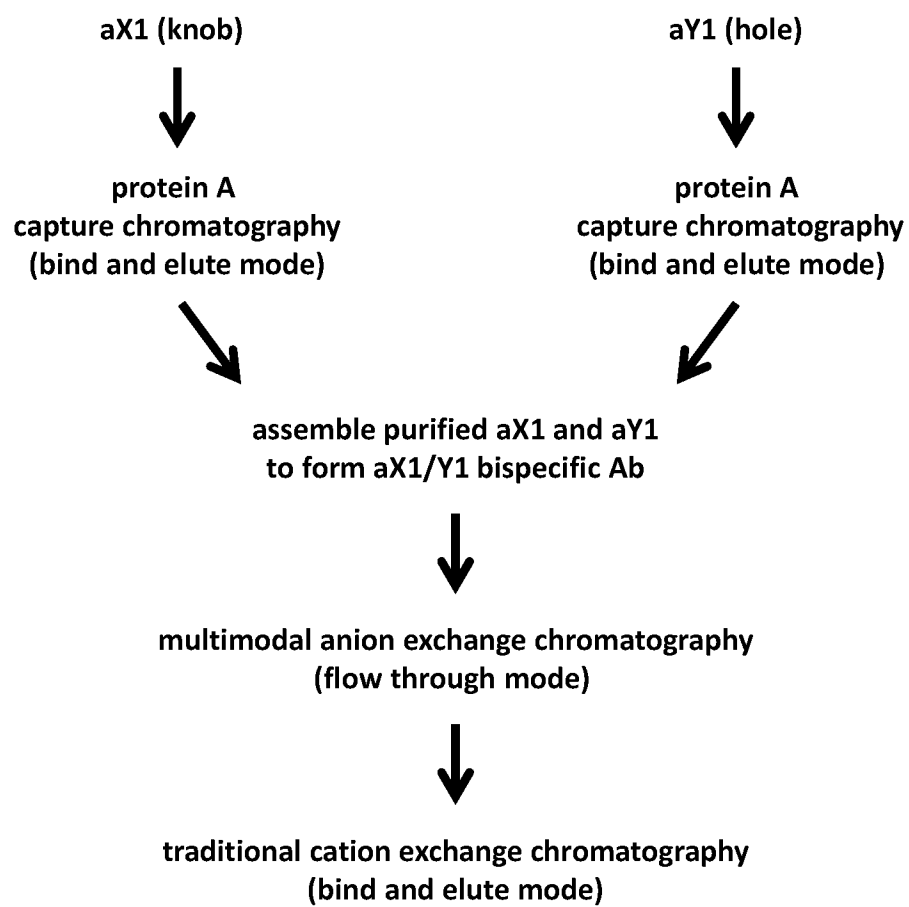 aX1 (knob)
aY1 (hole)
protein A
capture chromatography
(bind and elute mode)
protein A
capture chromatography
(bind and elute mode)
assemble purified aX1 and aY1
to form aX1/Y1 bispecific Ab
multimodal anion exchange chromatography
(flow through mode)
traditional cation exchange chromatography
(bind and elute mode)